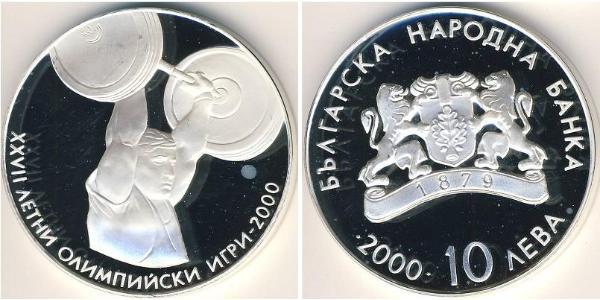 XXVII ЛЕТНИ ОЛИМПИЙСКИ ИГРИ-2000
БЪЛГАРСКА НАРОДНА БАНКА
1879
2000 10 ЛЕВА